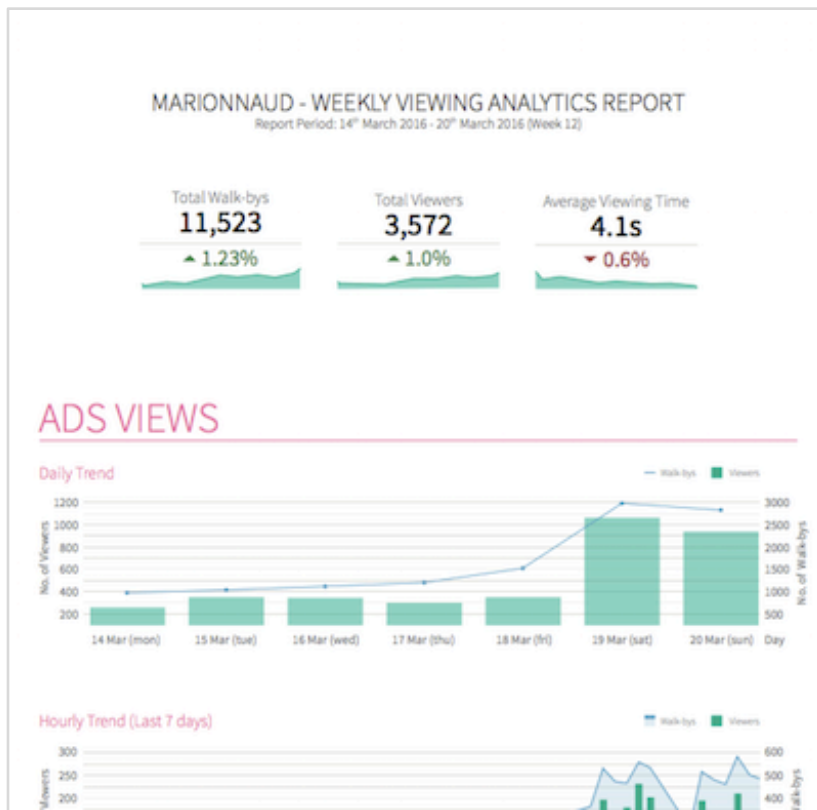 MARIONNAUD - WEEKLY VIEWING ANALYTICS REPORT
Report Period: 14th March 2016 - 20th March 2016 (Week 12)
Total Walk-bys
11,523
1.23%
Total Viewers
3,572
1.0%
Average Viewing Time
4.1s
0.6%
ADS VIEWS
Daily Trend
Walk-bys Viewers
No. of Viewers
1200
1000
800
600
400
200
3000
2500
2000
1500
1000
500
No. of Walk-bys
14 Mar (mon) 15 Mar (tue) 16 Mar (wed) 17 Mar (thu) 18 Mar (fri) 19 Mar (sat) 20 Mar (sun) Day
Hourly Trend (Last 7 days)
Walk-bys Viewers
Viewers
300
250
200
600
500
400